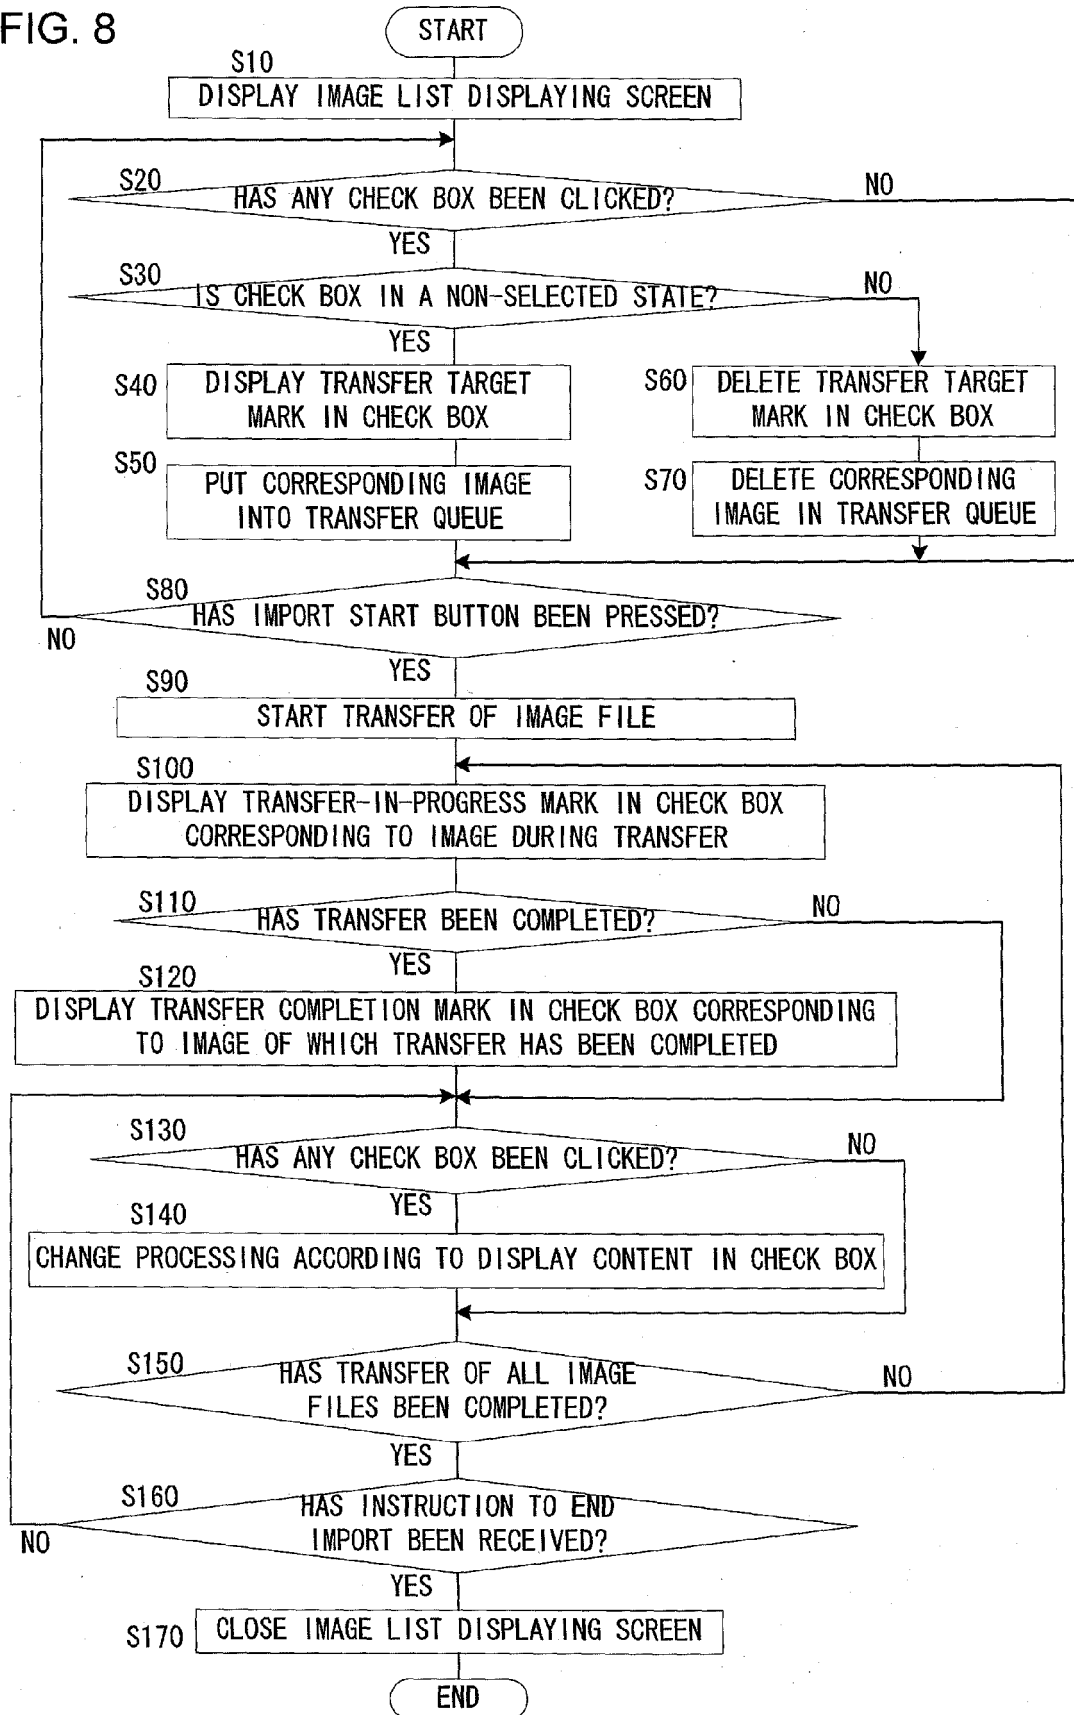 FIG. 8
START
S10
DISPLAY IMAGE LIST DISPLAYING SCREEN
S20
HAS ANY CHECK BOX BEEN CLICKED?
NO
YES
S30
IS CHECK BOX IN A NON-SELECTED STATE?
NO
YES
S40
DISPLAY TRANSFER TARGET
MARK IN CHECK BOX
S60
DELETE TRANSFER TARGET
MARK IN CHECK BOX
S50
PUT CORRESPONDING IMAGE
INTO TRANSFER QUEUE
S70
DELETE CORRESPONDING
IMAGE IN TRANSFER QUEUE
S80
HAS IMPORT START BUTTON BEEN PRESSED?
NO
YES
S90
START TRANSFER OF IMAGE FILE
S100
DISPLAY TRANSFER-IN-PROGRESS MARK IN CHECK BOX
CORRESPONDING TO IMAGE DURING TRANSFER
S110
HAS TRANSFER BEEN COMPLETED?
NO
YES
S120
DISPLAY TRANSFER COMPLETION MARK IN CHECK BOX CORRESPONDING
TO IMAGE OF WHICH TRANSFER HAS BEEN COMPLETED
S130
HAS ANY CHECK BOX BEEN CLICKED?
NO
YES
S140
CHANGE PROCESSING ACCORDING TO DISPLAY CONTENT IN CHECK BOX
S150
HAS TRANSFER OF ALL IMAGE
FILES BEEN COMPLETED?
NO
YES
S160
HAS INSTRUCTION TO END
IMPORT BEEN RECEIVED?
NO
YES
S170
CLOSE IMAGE LIST DISPLAYING SCREEN
END